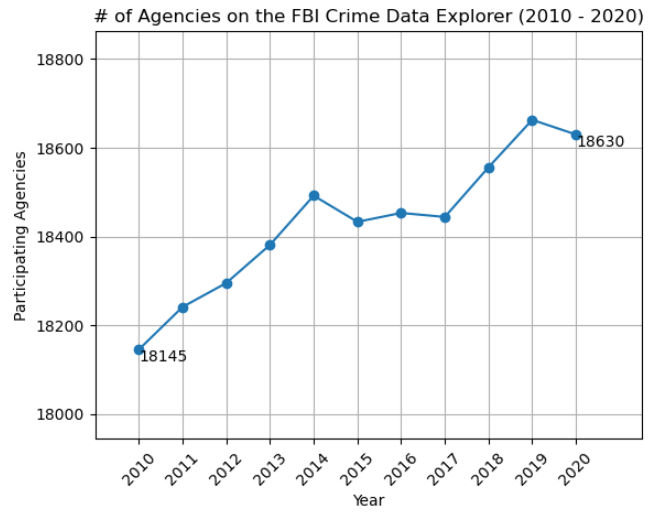 # of Agencies on the FBI Crime Data Explorer (2010 - 2020)
18800
18600
18400
18200
18000
Participating Agencies
18630
18145
2010 2011 2012 2013 2014 2015 2016 2017 2018 2019 2020
Year